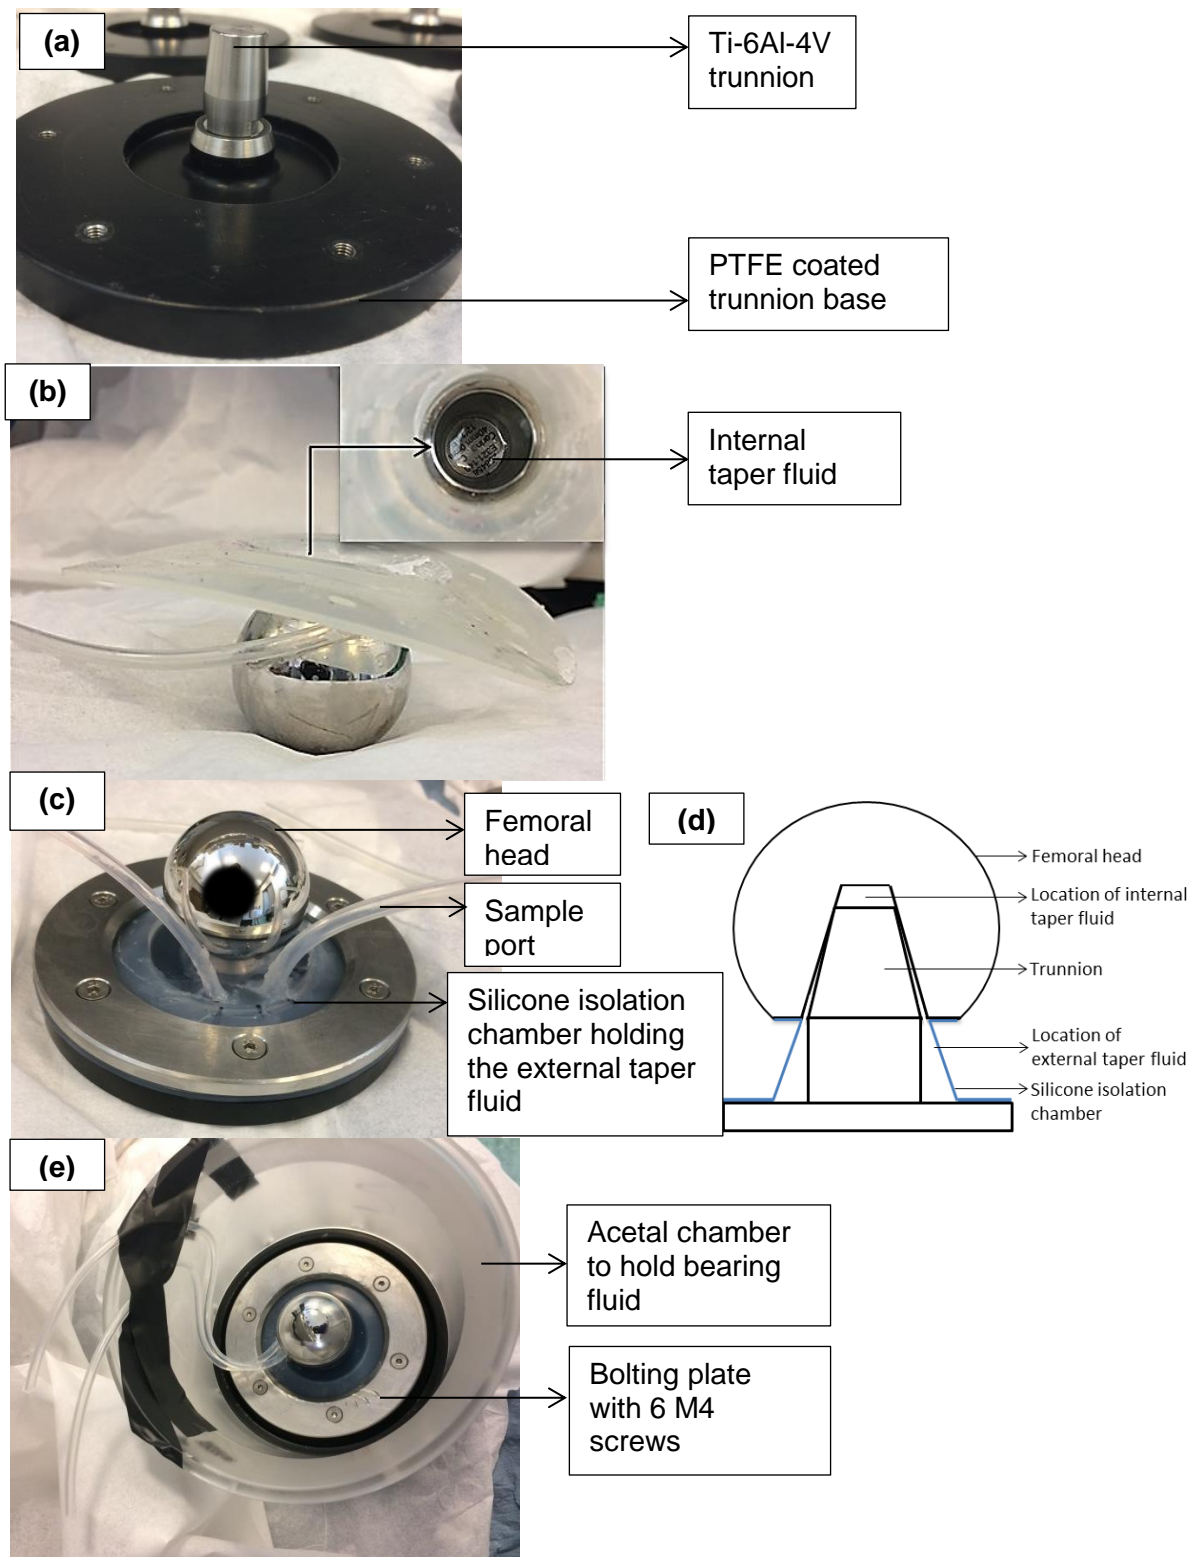 (a)
Ti-6Al-4V
trunnion
PTFE coated
trunnion base
(b)
Internal
taper fluid
(c)
Femoral
head
Sample
port
Silicone isolation
chamber holding
the external taper
fluid
(d)
Femoral head
Location of internal
taper fluid
Trunnion
Location of
external taper fluid
Silicone isolation
chamber
(e)
Acetal chamber
to hold bearing
fluid
Bolting plate
with 6 M4
screws